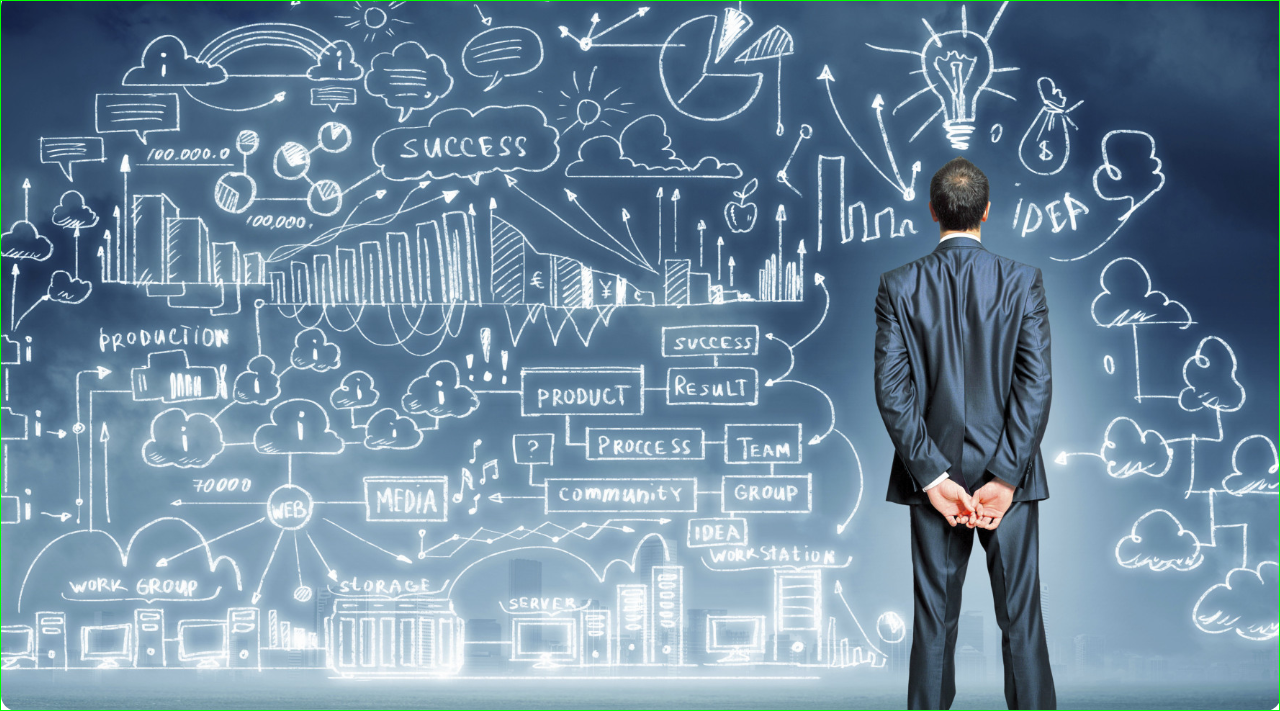 i
i
SUCCESS
100.000.0
100,000.
$
IDEA
€
¥
€
i
PRODUCTION
i
i
i
i
SUCCESS
PRODUCT
RESULT
i
i
i
PROCCESS
TEAM
?
70000
MEDIA
COMMUNITY
GROUP
WEB
i
IDEA
WORKSTATION
WORK GROUP
STORAGE
SERVER